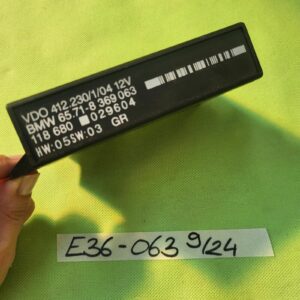 VDO 412.230/1/04 12V
BMW 65.71-8 369 063
118 680 029604
HW:05SW:03 GR
E36-063 9/24